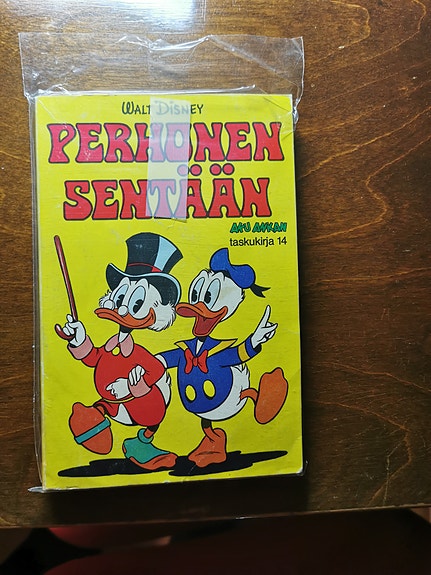 WALT DISNEY
PERHONEN
SENTÄÄN
AKU ANKAN
taskukirja 14